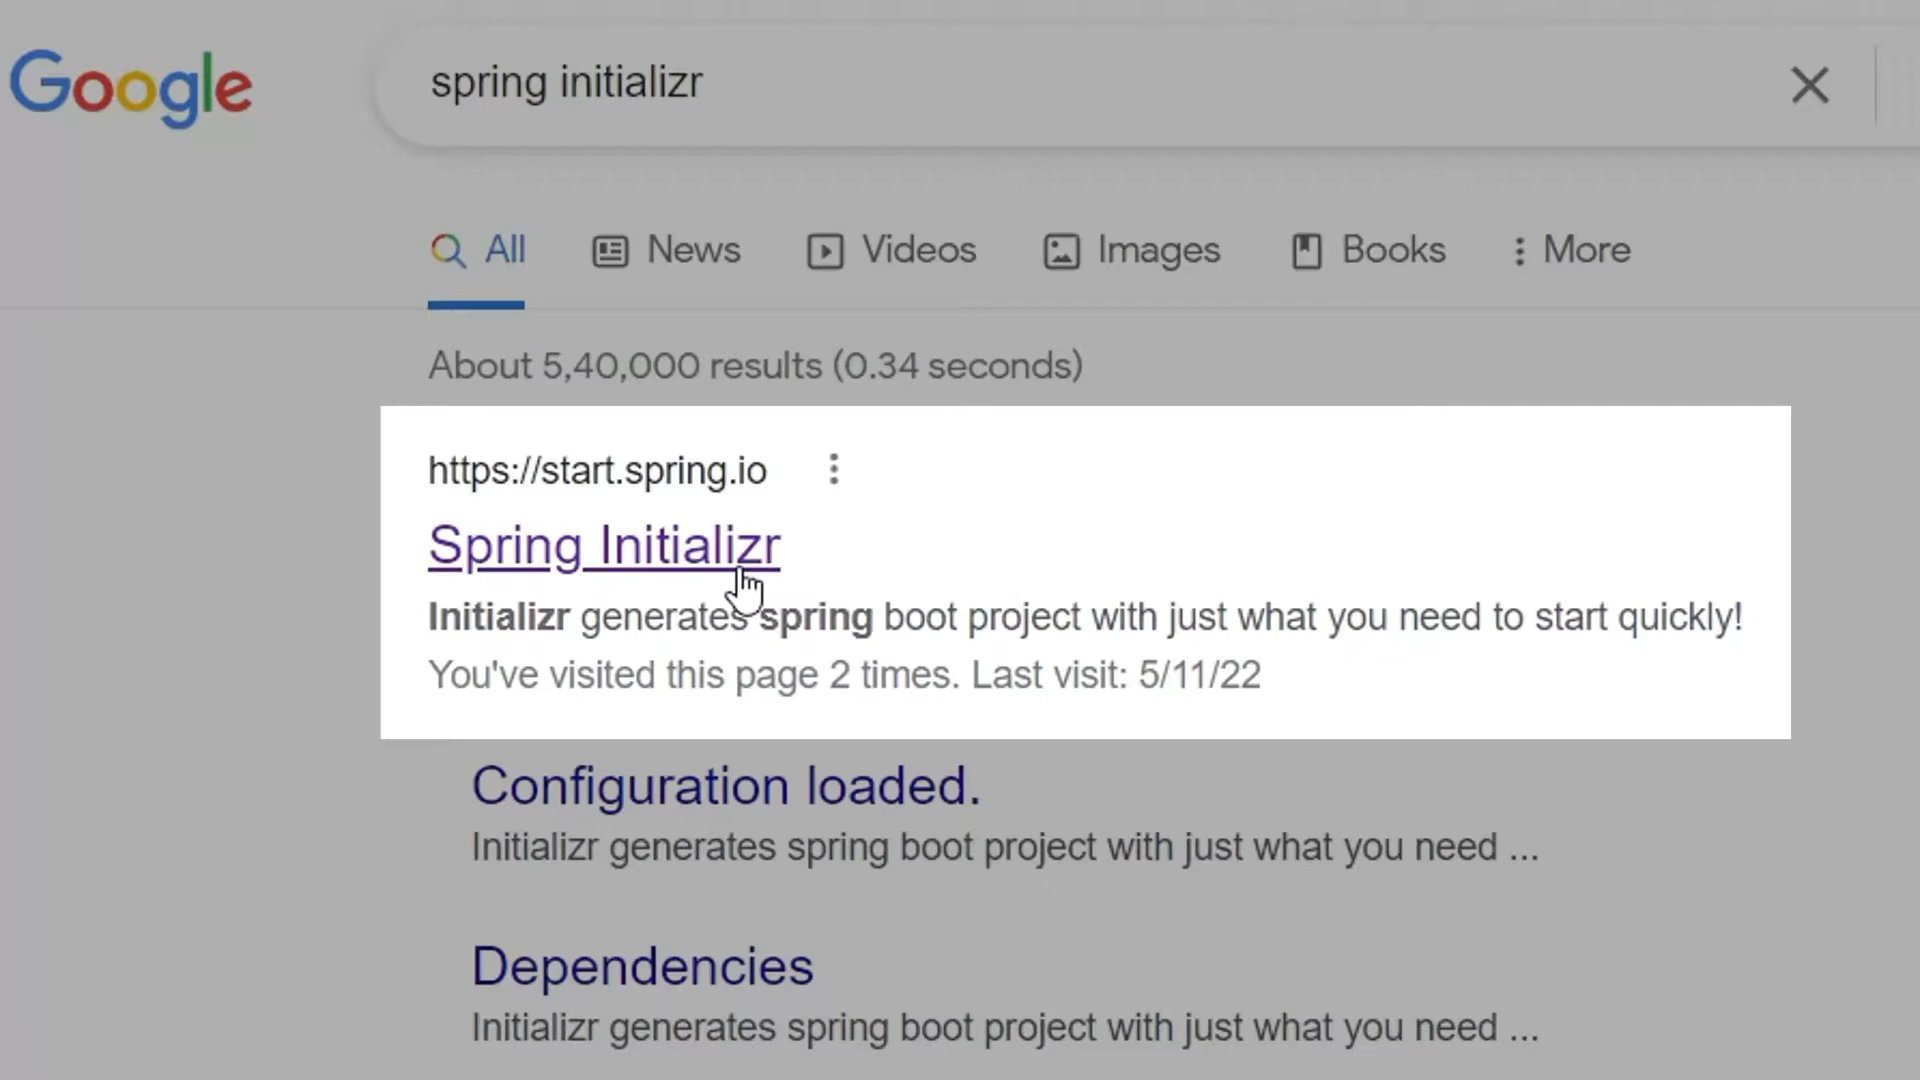 Google
spring initializr
All News Videos Images Books More
About 5,40,000 results (0.34 seconds)
https://start.spring.io
Spring Initializr
Initializr generates spring boot project with just what you need to start quickly!
You've visited this page 2 times. Last visit: 5/11/22
Configuration loaded.
Initializr generates spring boot project with just what you need ...
Dependencies
Initializr generates spring boot project with just what you need ...